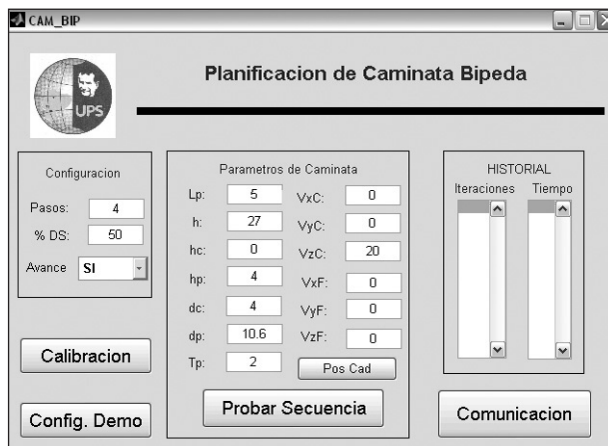 CAM_BIP
UPS
Planificacion de Caminata Bipeda
Configuracion
Pasos: 4
% DS: 50
Avance SI
Calibracion
Config. Demo
Parametros de Caminata
Lp: 5 VxC: 0
h: 27 VyC: 0
hc: 0 VzC: 20
hp: 4 VxF: 0
dc: 4 VyF: 0
dp: 10.6 VzF: 0
Tp: 2 Pos Cad
Probar Secuencia
HISTORIAL
Iteraciones Tiempo
Comunicacion